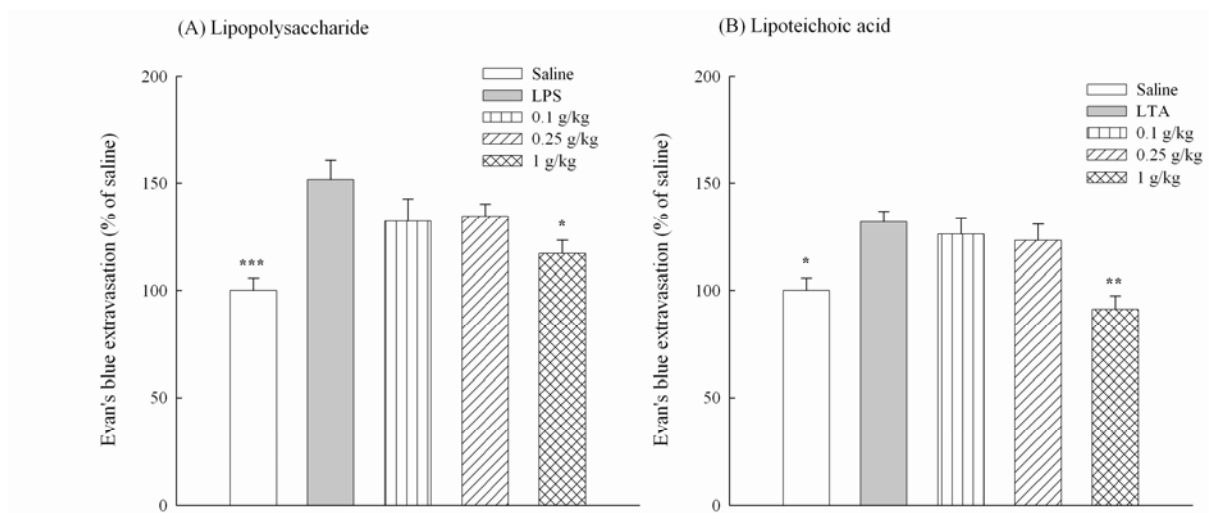 (A) Lipopolysaccharide
Saline
LPS
0.1 g/kg
0.25 g/kg
1 g/kg
Evan's blue extravasation (% of saline)
200
150
100
50
0
***
*
(B) Lipoteichoic acid
Saline
LTA
0.1 g/kg
0.25 g/kg
1 g/kg
Evan's blue extravasation (% of saline)
200
150
100
50
0
*
**